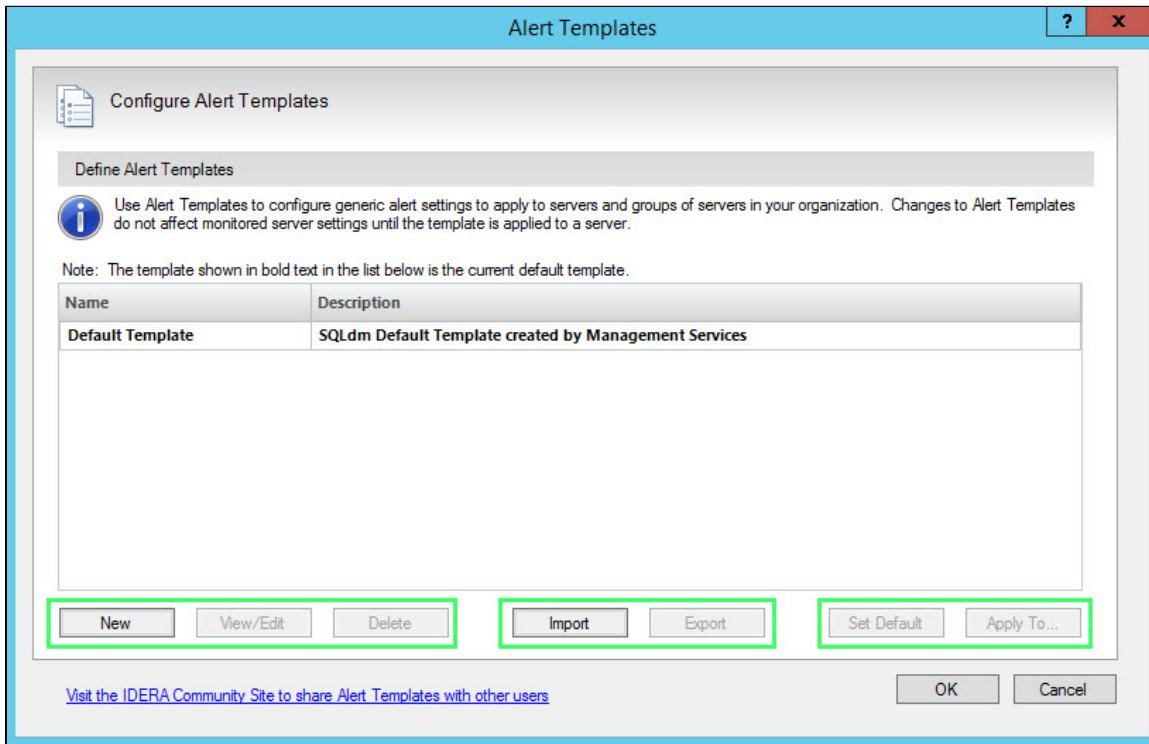 Alert Templates
?
x
Configure Alert Templates
Define Alert Templates
Use Alert Templates to configure generic alert settings to apply to servers and groups of servers in your organization.  Changes to Alert Templates
do not affect monitored server settings until the template is applied to a server.
Note:  The template shown in bold text in the list below is the current default template.
Name Description
Default Template SQLdm Default Template created by Management Services
New View/Edit Delete Import Export Set Default Apply To...
Visit the IDERA Community Site to share Alert Templates with other users
OK Cancel